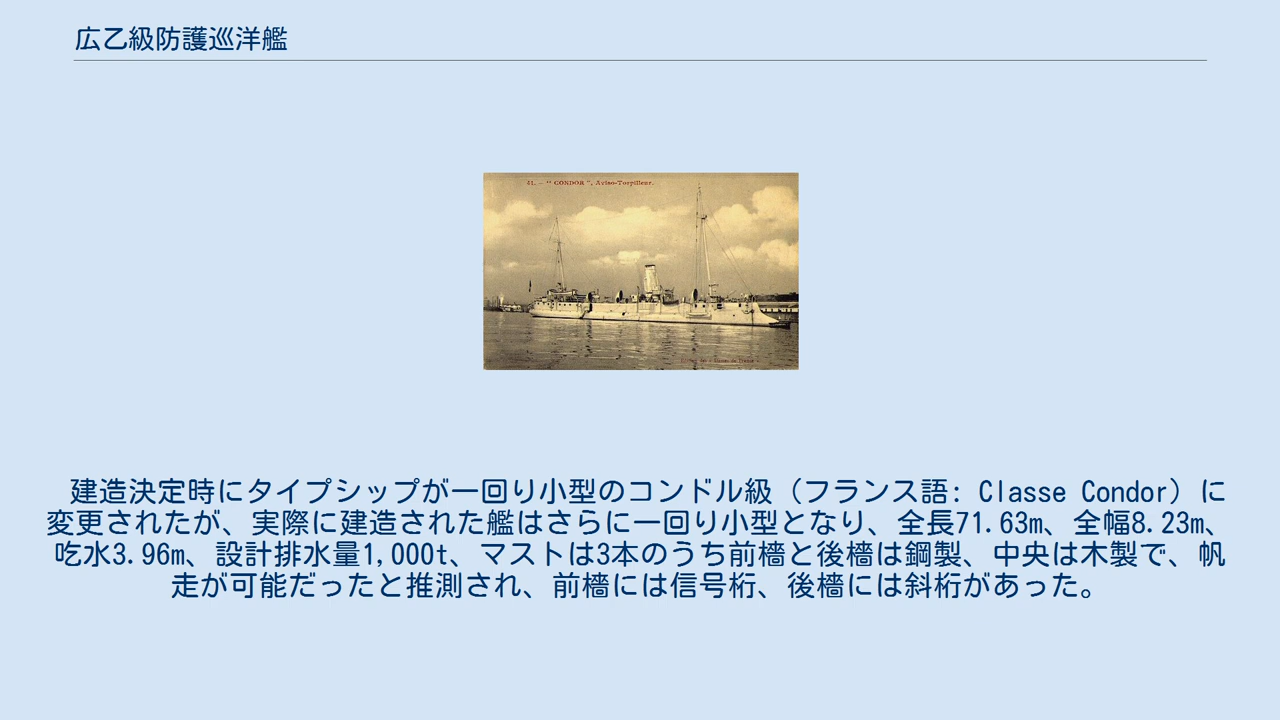 広乙級防護巡洋艦
41. - " CONDOR ", Aviso-Torpilleur.
建造決定時にタイプシップが一回り小型のコンドル級（フランス語: Classe Condor）に
変更されたが、実際に建造された艦はさらに一回り小型となり、全長71.63m、全幅8.23m、
吃水3.96m、設計排水量1,000t、マストは3本のうち前檣と後檣は鋼製、中央は木製で、帆
走が可能だったと推測され、前檣には信号桁、後檣には斜桁があった。